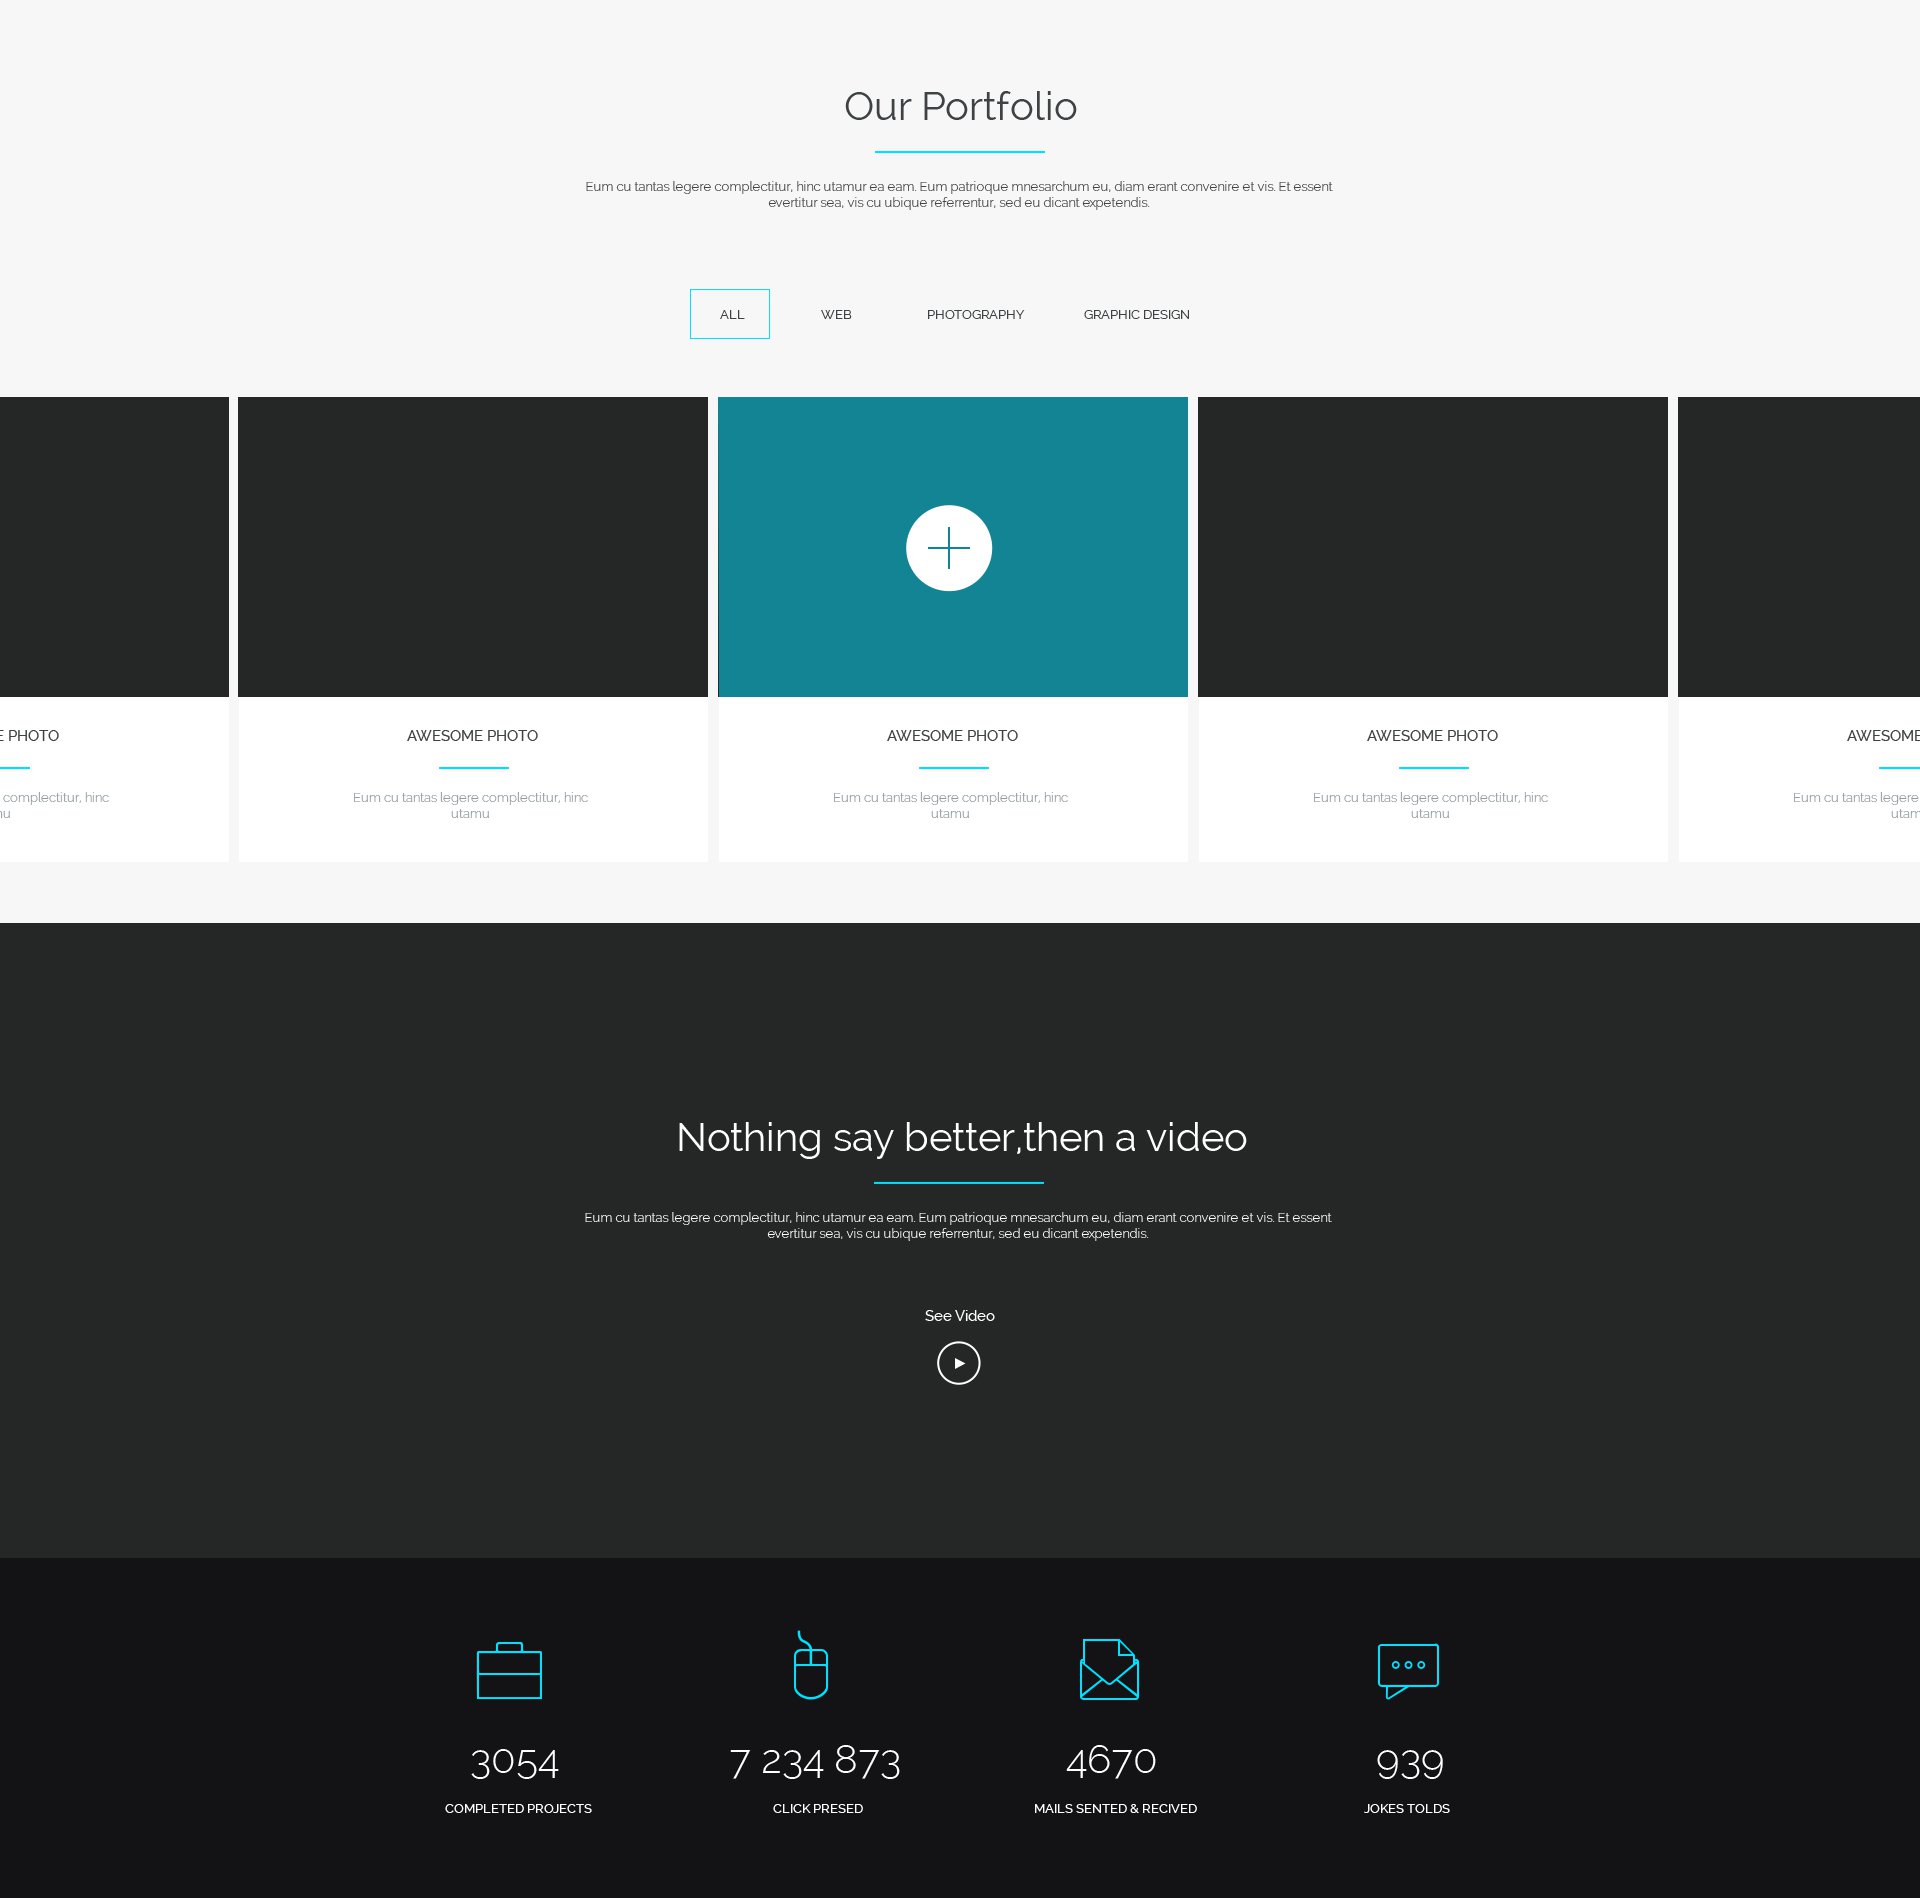 Our Portfolio
Eum cu tantas legere complectitur, hinc utamur ea eam. Eum patrioque mnesarchum eu, diam erant convenire et vis. Et essent
evertitur sea, vis cu ubique referrentur, sed eu dicant expetendis.
ALL WEB PHOTOGRAPHY GRAPHIC DESIGN
E PHOTO AWESOME PHOTO AWESOME PHOTO AWESOME PHOTO AWESOME
complectitur, hinc Eum cu tantas legere complectitur, hinc Eum cu tantas legere complectitur, hinc Eum cu tantas legere complectitur, hinc Eum cu tantas legere
utamu utamu utamu utam
Nothing say better,then a video
Eum cu tantas legere complectitur, hinc utamur ea eam. Eum patrioque mnesarchum eu, diam erant convenire et vis. Et essent
evertitur sea, vis cu ubique referrentur, sed eu dicant expetendis.
See Video
3054 7 234 873 4670 939
COMPLETED PROJECTS CLICK PRESED MAILS SENTED & RECIVED JOKES TOLDS